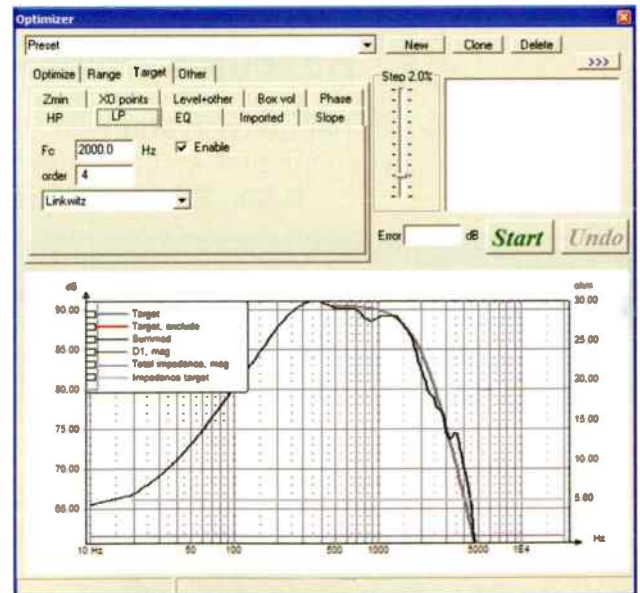 Optimizer
Preset
New Clone Delete
>>>
Optimize Range Target Other
Step 2.0%
Zmin XO points Level+other Box vol Phase
HP LP EQ Imported Slope
Fc 2000.0 Hz Enable
order 4
Linkwitz
Error dB Start Undo
dB ohm
90.00 30.00
Target
Target, exclude
Summed
D1, mag
Total impedance, mag
Impedance target
85.00 25.00
80.00 20.00
75.00 15.00
70.00 10.00
65.00 5.00
Hz
10 Hz 50 100 500 1000 5000 1E4